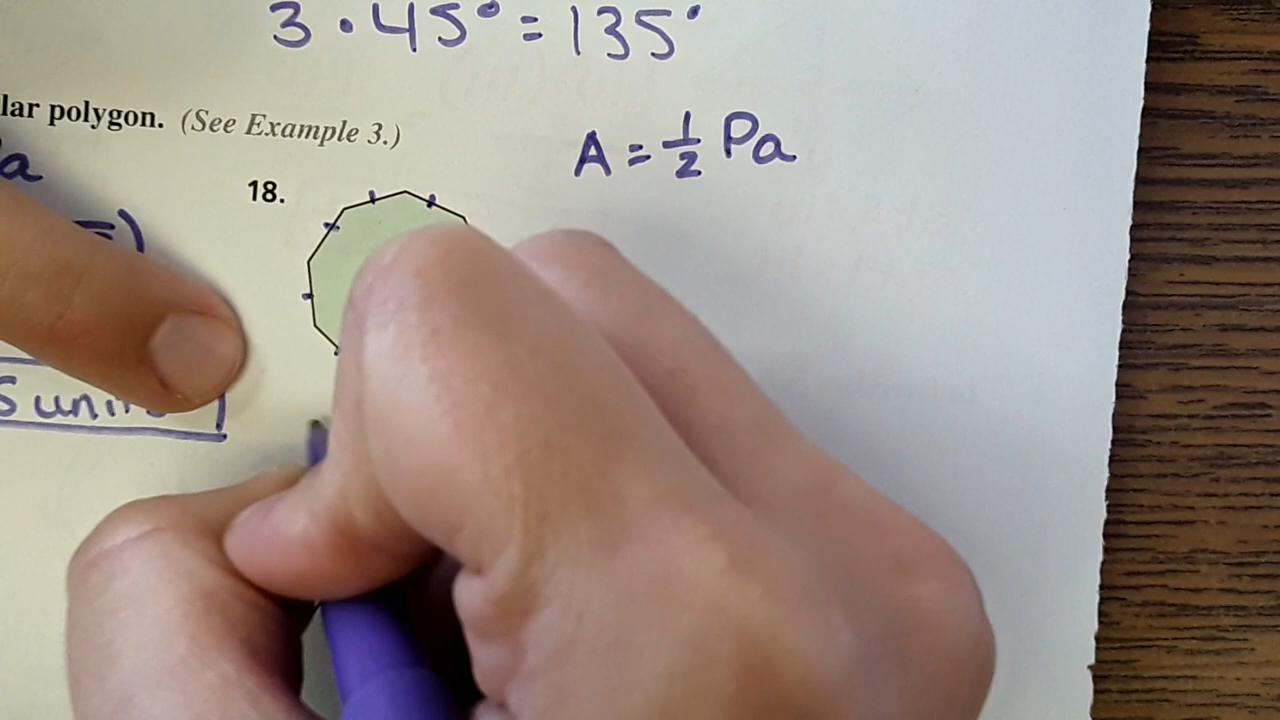 3 · 45° = 135°
lar polygon. (See Example 3.)
A = 1/2 Pa
a
18.